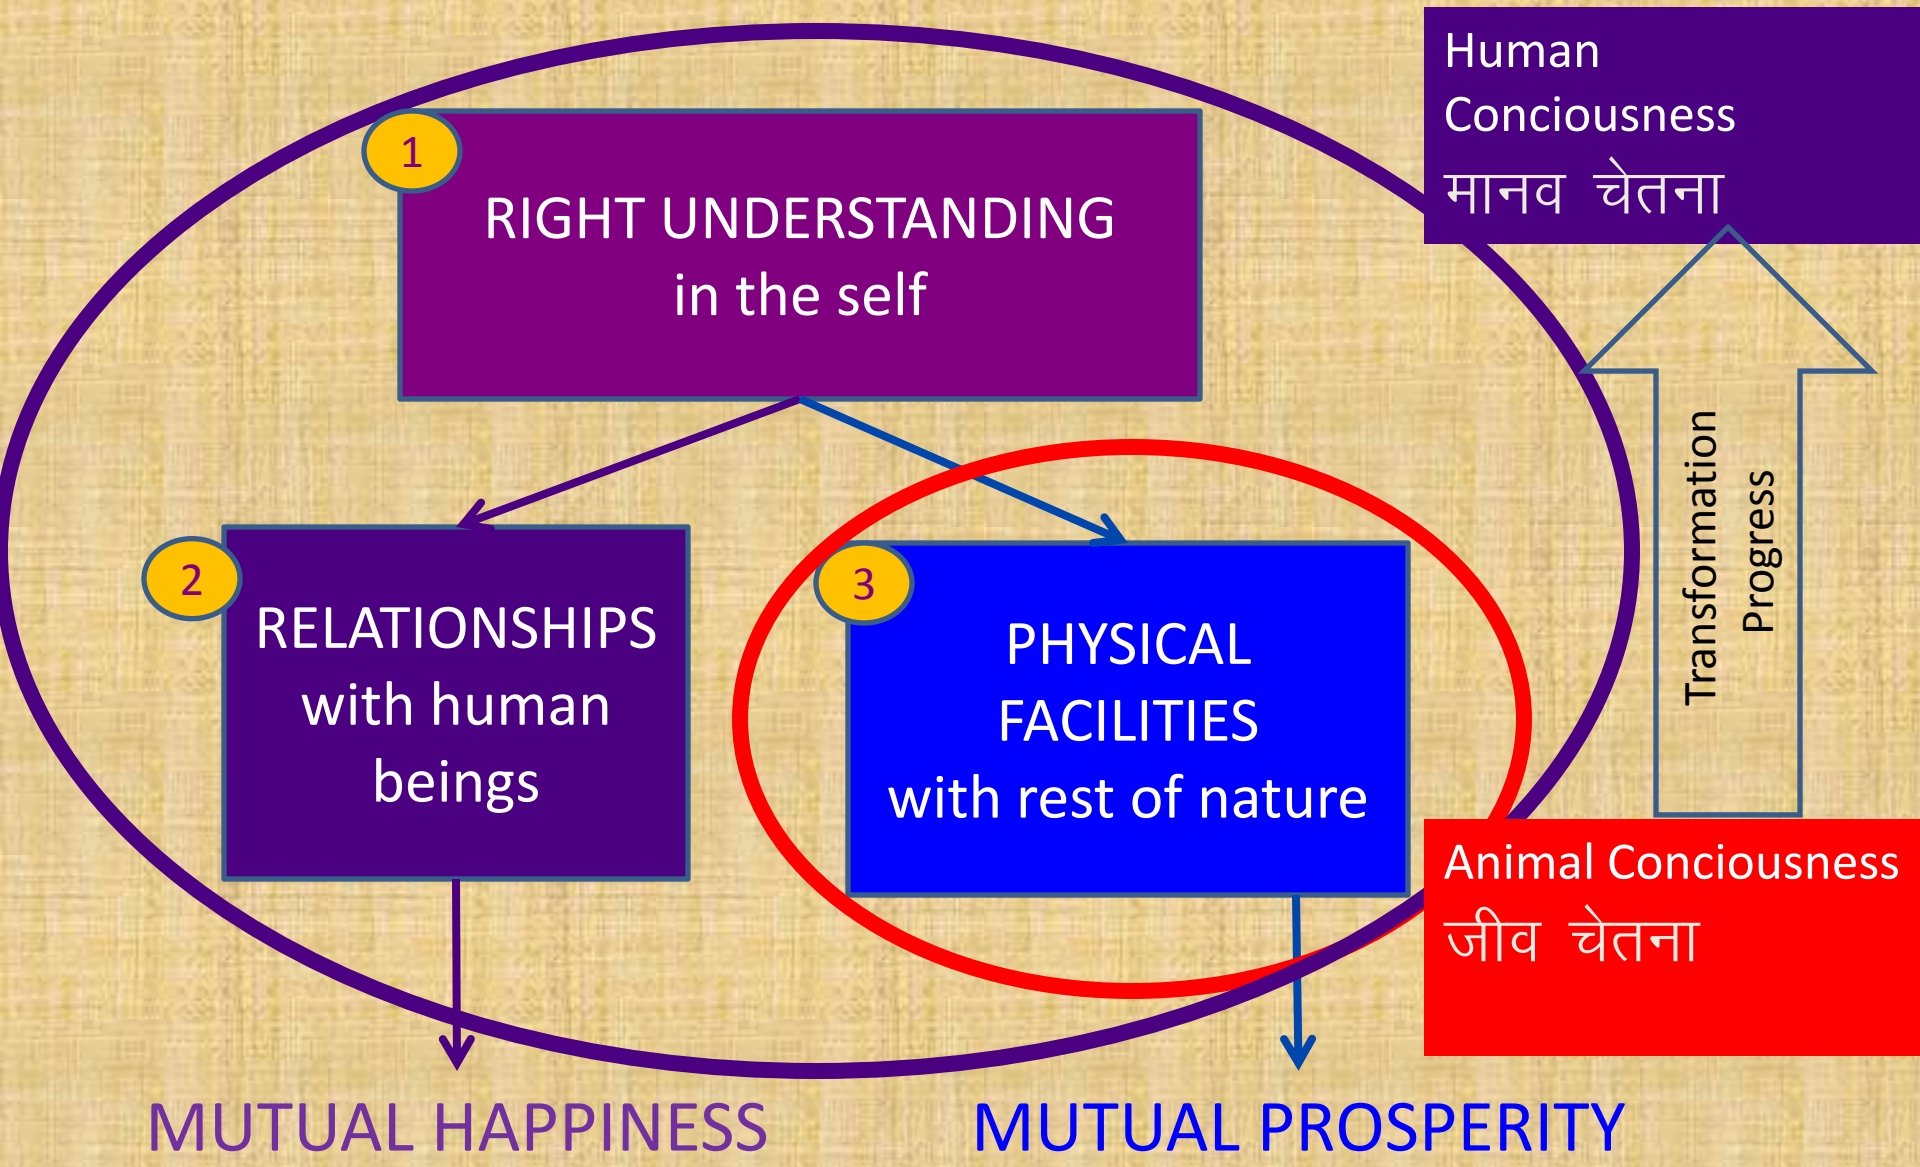 Human
Conciousness
मानव चेतना
1
RIGHT UNDERSTANDING
in the self
2
RELATIONSHIPS
with human
beings
3
PHYSICAL
FACILITIES
with rest of nature
Transformation
Progress
Animal Conciousness
जीव चेतना
MUTUAL HAPPINESS
MUTUAL PROSPERITY